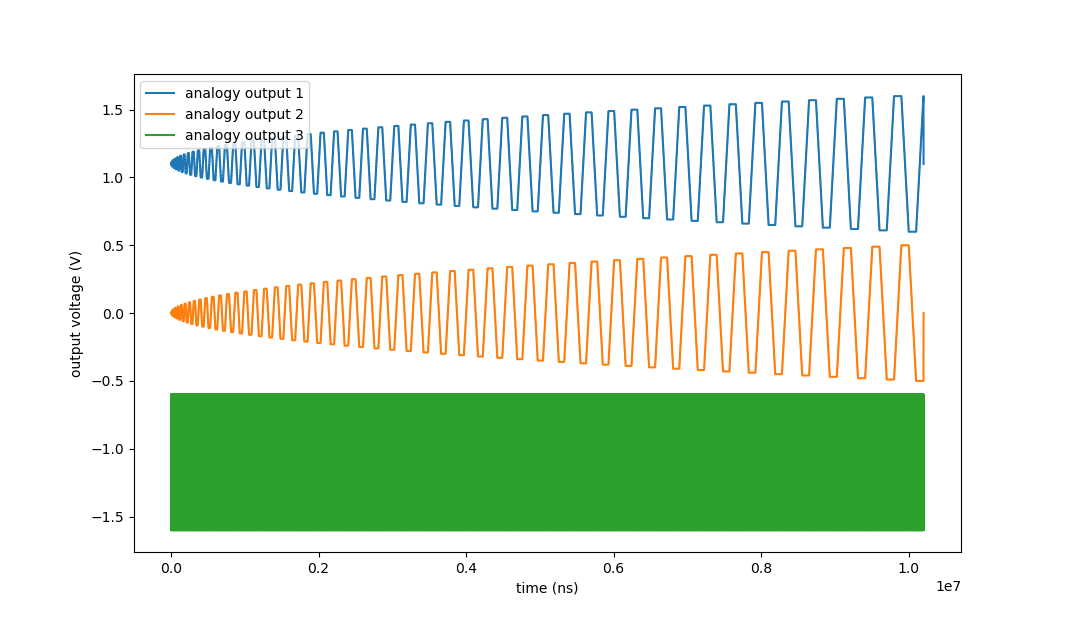 analogy output 1
analogy output 2
analogy output 3
output voltage (V)
1.5
1.0
0.5
0.0
−0.5
−1.0
−1.5
0.0 0.2 0.4 0.6 0.8 1.0
1e7
time (ns)